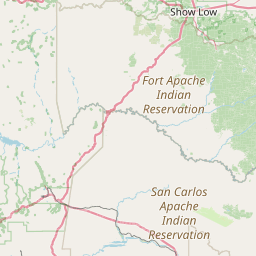 Show Low
Fort Apache
Indian
Reservation
San Carlos
Apache
Indian
Reservation